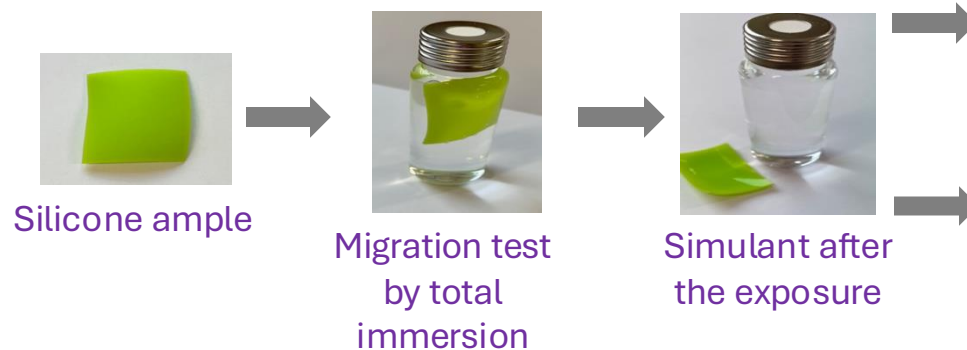 Silicone ample
Migration test
by total
immersion
Simulant after
the exposure